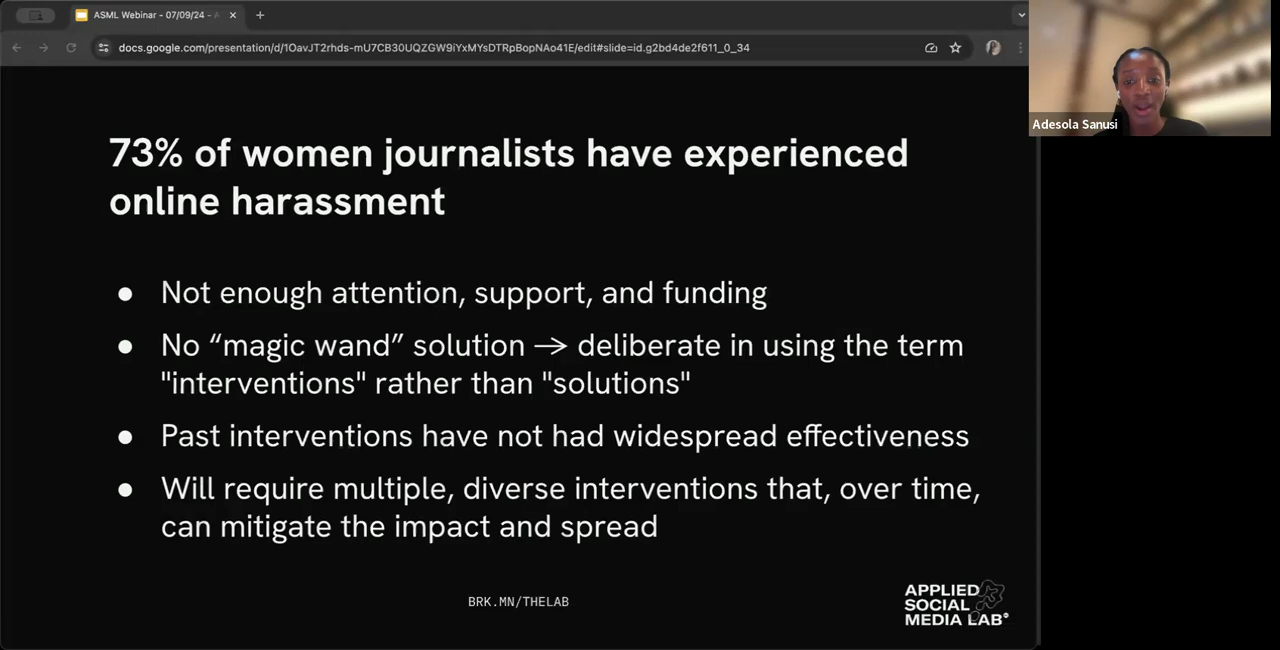 ASML Webinar - 07/09/24 - A
docs.google.com/presentation/d/1OavJT2rhds-mU7CB30UQZGW9iYxMYsDTRpBopNAo41E/edit#slide=id.g2bd4de2f611_0_34
Adesola Sanusi
73% of women journalists have experienced
online harassment
● Not enough attention, support, and funding
● No “magic wand” solution → deliberate in using the term
"interventions" rather than "solutions"
● Past interventions have not had widespread effectiveness
● Will require multiple, diverse interventions that, over time,
can mitigate the impact and spread
BRK.MN/THELAB
APPLIED
SOCIAL
MEDIA LAB